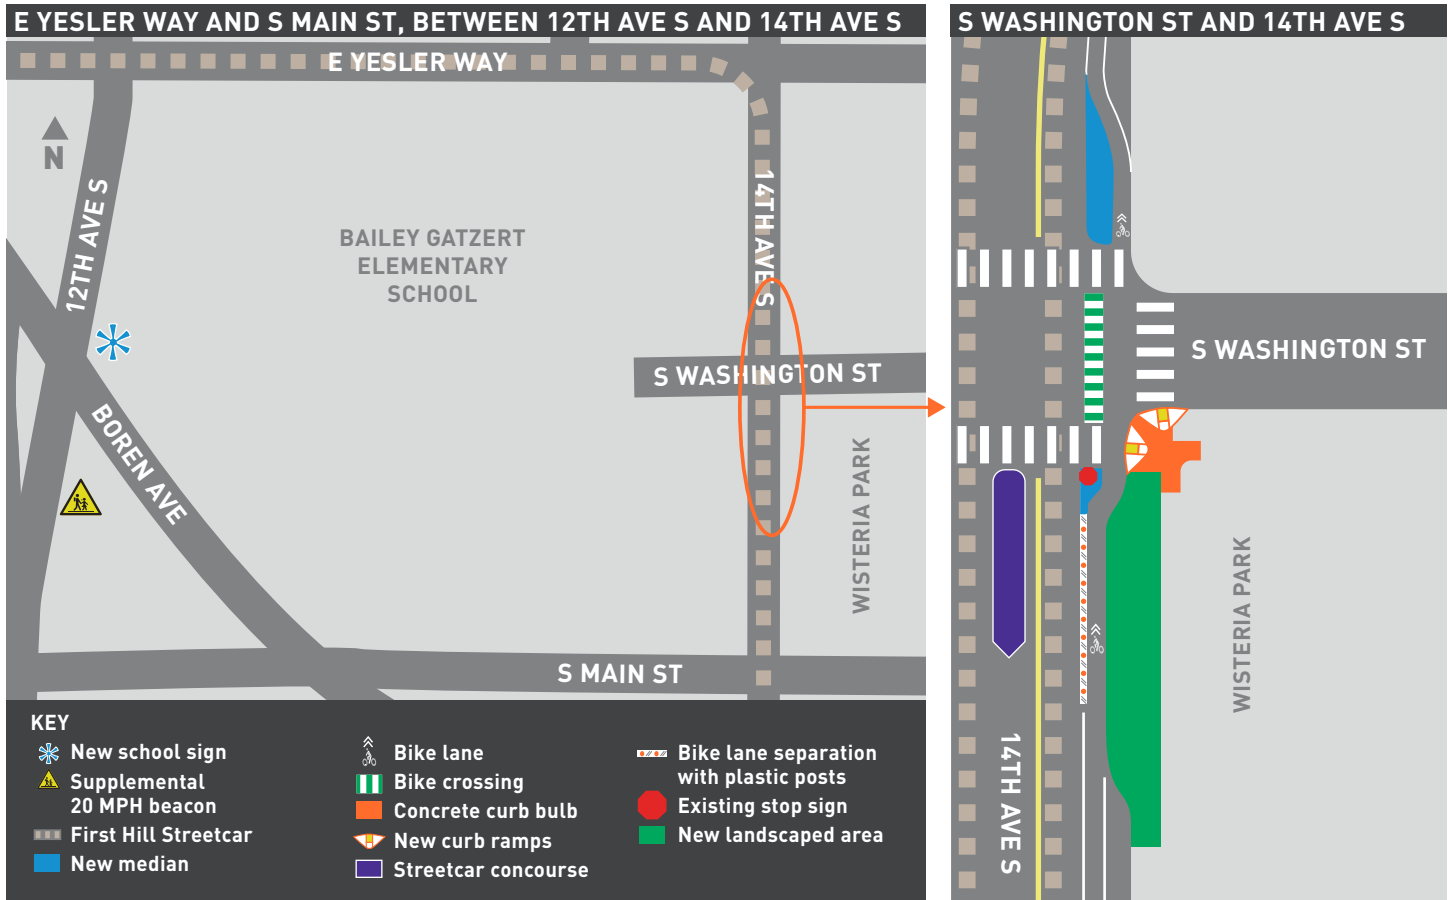 E YESLER WAY AND S MAIN ST, BETWEEN 12TH AVE S AND 14TH AVE S
E YESLER WAY
N
12TH AVE S
14TH AVE S
BAILEY GATZERT
ELEMENTARY
SCHOOL
S WASHINGTON ST
BOREN AVE
WISTERIA PARK
S MAIN ST
KEY
New school sign
Supplemental
20 MPH beacon
First Hill Streetcar
New median
Bike lane
Bike crossing
Concrete curb bulb
New curb ramps
Streetcar concourse
Bike lane separation
with plastic posts
Existing stop sign
New landscaped area
S WASHINGTON ST AND 14TH AVE S
S WASHINGTON ST
WISTERIA PARK
14TH AVE S